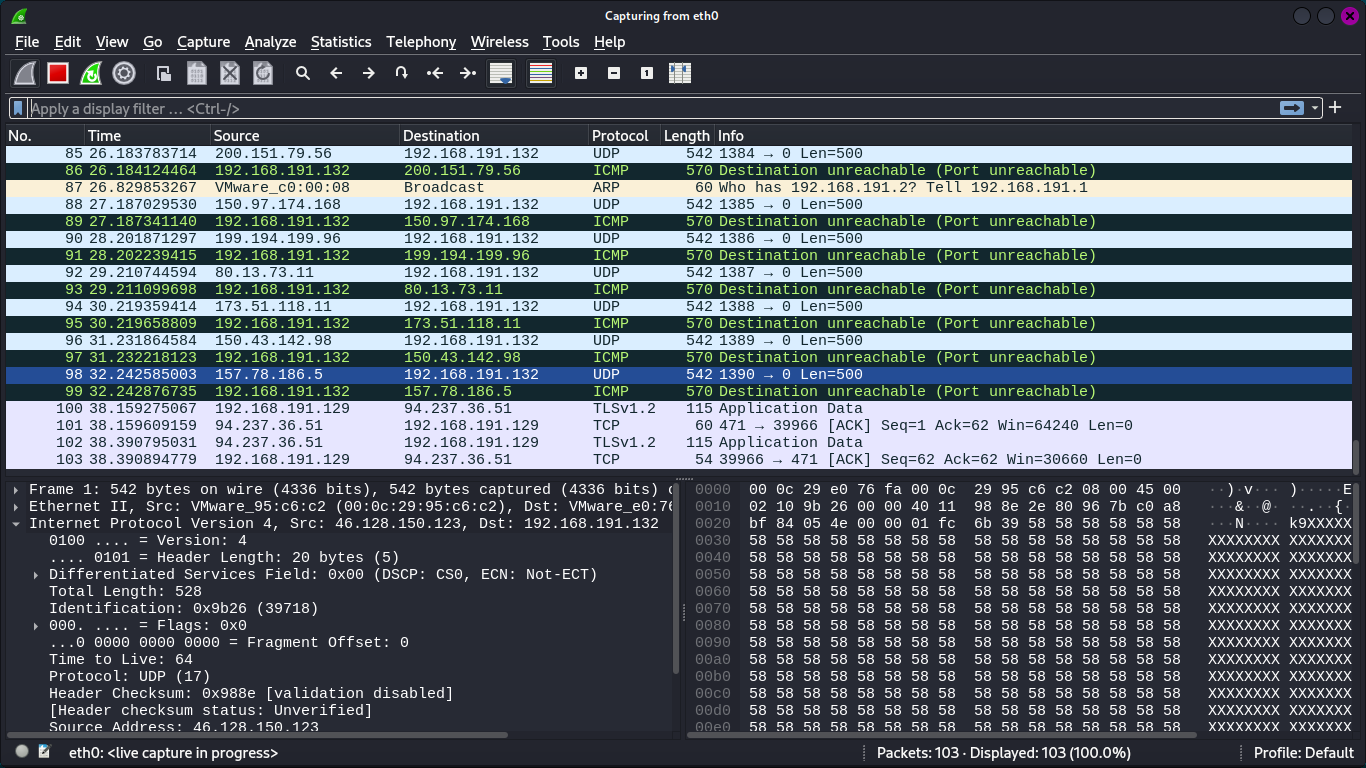 Capturing from eth0
File Edit View Go Capture Analyze Statistics Telephony Wireless Tools Help
Apply a display filter … <Ctrl-/>
No. Time Source Destination Protocol Length Info
85 26.183783714 200.151.79.56 192.168.191.132 UDP 542 1384 → 0 Len=500
86 26.184124464 192.168.191.132 200.151.79.56 ICMP 570 Destination unreachable (Port unreachable)
87 26.829853267 VMware_c0:00:08 Broadcast ARP 60 Who has 192.168.191.2? Tell 192.168.191.1
88 27.187029530 150.97.174.168 192.168.191.132 UDP 542 1385 → 0 Len=500
89 27.187341140 192.168.191.132 150.97.174.168 ICMP 570 Destination unreachable (Port unreachable)
90 28.201871297 199.194.199.96 192.168.191.132 UDP 542 1386 → 0 Len=500
91 28.202239415 192.168.191.132 199.194.199.96 ICMP 570 Destination unreachable (Port unreachable)
92 29.210744594 80.13.73.11 192.168.191.132 UDP 542 1387 → 0 Len=500
93 29.211099698 192.168.191.132 80.13.73.11 ICMP 570 Destination unreachable (Port unreachable)
94 30.219359414 173.51.118.11 192.168.191.132 UDP 542 1388 → 0 Len=500
95 30.219658809 192.168.191.132 173.51.118.11 ICMP 570 Destination unreachable (Port unreachable)
96 31.231864584 150.43.142.98 192.168.191.132 UDP 542 1389 → 0 Len=500
97 31.232218123 192.168.191.132 150.43.142.98 ICMP 570 Destination unreachable (Port unreachable)
98 32.242585003 157.78.186.5 192.168.191.132 UDP 542 1390 → 0 Len=500
99 32.242876735 192.168.191.132 157.78.186.5 ICMP 570 Destination unreachable (Port unreachable)
100 38.159275067 192.168.191.129 94.237.36.51 TLSv1.2 115 Application Data
101 38.159609159 94.237.36.51 192.168.191.129 TCP 60 471 → 39966 [ACK] Seq=1 Ack=62 Win=64240 Len=0
102 38.390795031 94.237.36.51 192.168.191.129 TLSv1.2 115 Application Data
103 38.390894779 192.168.191.129 94.237.36.51 TCP 54 39966 → 471 [ACK] Seq=62 Ack=62 Win=30660 Len=0
Frame 1: 542 bytes on wire (4336 bits), 542 bytes captured (4336 bits)
Ethernet II, Src: VMware_95:c6:c2 (00:0c:29:95:c6:c2), Dst: VMware_e0:76
Internet Protocol Version 4, Src: 46.128.150.123, Dst: 192.168.191.132
0100 .... = Version: 4
.... 0101 = Header Length: 20 bytes (5)
Differentiated Services Field: 0x00 (DSCP: CS0, ECN: Not-ECT)
Total Length: 528
Identification: 0x9b26 (39718)
000. .... = Flags: 0x0
...0 0000 0000 0000 = Fragment Offset: 0
Time to Live: 64
Protocol: UDP (17)
Header Checksum: 0x988e [validation disabled]
[Header checksum status: Unverified]
Source Address: 46.128.150.123
0000 00 0c 29 e0 76 fa 00 0c 29 95 c6 c2 08 00 45 00 ··)·v··· )·····E
0010 02 10 9b 26 00 00 40 11 98 8e 2e 80 96 7b c0 a8 ···&··@· ··.··{·
0020 bf 84 05 4e 00 00 01 fc 6b 39 58 58 58 58 58 58 ···N···· k9XXXXX
0030 58 58 58 58 58 58 58 58 58 58 58 58 58 58 58 58 XXXXXXXX XXXXXXX
0040 58 58 58 58 58 58 58 58 58 58 58 58 58 58 58 58 XXXXXXXX XXXXXXX
0050 58 58 58 58 58 58 58 58 58 58 58 58 58 58 58 58 XXXXXXXX XXXXXXX
0060 58 58 58 58 58 58 58 58 58 58 58 58 58 58 58 58 XXXXXXXX XXXXXXX
0070 58 58 58 58 58 58 58 58 58 58 58 58 58 58 58 58 XXXXXXXX XXXXXXX
0080 58 58 58 58 58 58 58 58 58 58 58 58 58 58 58 58 XXXXXXXX XXXXXXX
0090 58 58 58 58 58 58 58 58 58 58 58 58 58 58 58 58 XXXXXXXX XXXXXXX
00a0 58 58 58 58 58 58 58 58 58 58 58 58 58 58 58 58 XXXXXXXX XXXXXXX
00b0 58 58 58 58 58 58 58 58 58 58 58 58 58 58 58 58 XXXXXXXX XXXXXXX
00c0 58 58 58 58 58 58 58 58 58 58 58 58 58 58 58 58 XXXXXXXX XXXXXXX
00d0 58 58 58 58 58 58 58 58 58 58 58 58 58 58 58 58 XXXXXXXX XXXXXXX
00e0 58 58 58 58 58 58 58 58 58 58 58 58 58 58 58 58 XXXXXXXX XXXXXXX
eth0: <live capture in progress>
Packets: 103 · Displayed: 103 (100.0%)
Profile: Default